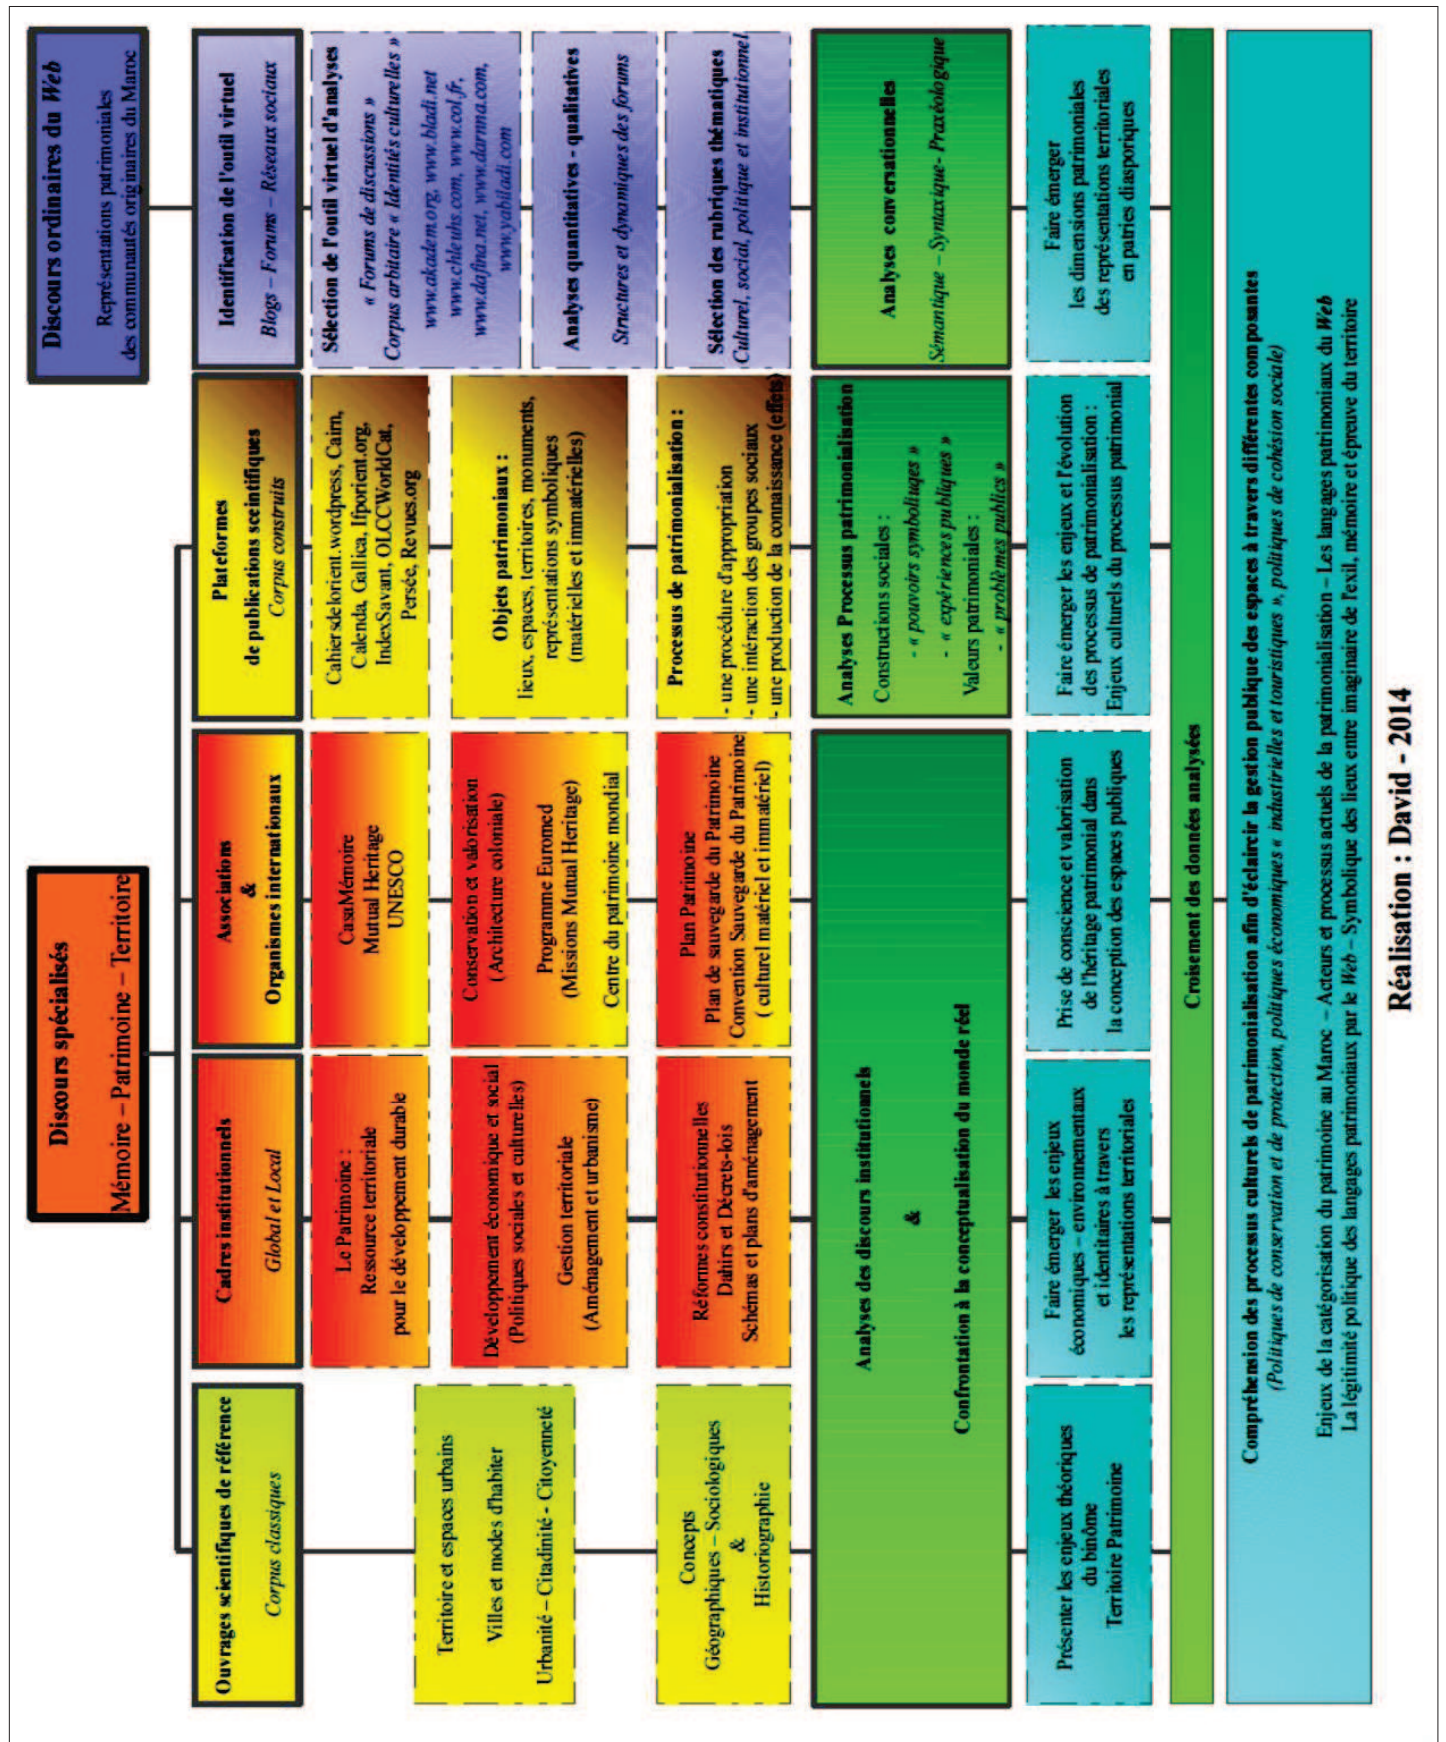 Discours spécialisés
Mémoire – Patrimoine – Territoire
Discours ordinaires du Web
Représentations patrimoniales
des communautés originaires du Maroc
Ouvrages scientifiques de référence
Corpus classiques
Territoire et espaces urbains
Villes et modes d'habiter
Urbanité – Citadinité - Citoyenneté
Concepts
Géographiques – Sociologiques
&
Historiographie
Cadres institutionnels
Global et Local
Le Patrimoine :
Ressource territoriale
pour le développement durable
Développement économique et social
(Politiques sociales et culturelles)
Gestion territoriale
(Aménagement et urbanisme)
Réformes constitutionnelles
Dahirs et Décrets-lois
Schémas et plans d'aménagement
Associations
&
Organismes internationaux
CasaMémoire
Mutual Heritage
UNESCO
Conservation et valorisation
(Architecture coloniale)
Programme Euromed
(Missions Mutual Heritage)
Centre du patrimoine mondial
Plan Patrimoine
Plan de sauvegarde du Patrimoine
Convention Sauvegarde du Patrimoine
( culturel matériel et immatériel)
Plateformes
de publications sceintifiques
Corpus construits
Cahiersdelorient.wordpress, Cairn,
Calenda, Gallica, Ifporient.org,
IndexSavant, OLCCWorldCat,
Persée, Revues.org
Objets patrimoniaux :
lieux, espaces, territoires, monuments,
représentations symboliques
(matérielles et immatérielles)
Processus de patrimonialisation :
- une procédure d'appropriation
- une intéraction des groupes sociaux
- une production de la connaissance (effets)
Identification de l'outil virtuel
Blogs – Forums – Réseaux sociaux
Sélection de l'outil virtuel d'analyses
« Forums de discussions »
Corpus arbitaire « Identités culturelles »
www.akadem.org, www.bladi.net
www.chleuhs.com, www.col.fr,
www.dafina.net, www.darnna.com,
www.yabiladi.com
Analyses quantitatives - qualitatives
Structures et dynamiques des forums
Sélection des rubriques thématiques
Culturel, social, politique et institutionnel
Analyses des discours institutionnels
&
Confrontation à la conceptualisation du monde réel
Analyses Processus patrimonialisation
Constructions sociales :
- « pouvoirs symboliuqes »
- « expériences publiques »
Valeurs patrimoniales :
- « problèmes publics »
Analyses conversationnelles
Sémantique – Syntaxique- Praxéologique
Présenter les enjeux théoriques
du binôme
Territoire Patrimoine
Faire émerger les enjeux
économiques – environnementaux
et identitaires à travers
les représentations territoriales
Prise de conscience et valorisation
de l'héritage patrimonial dans
la conception des espaces publiques
Faire émerger les enjeux et l'évolution
des processus de patrimonialisation :
Enjeux culturels du processus patrimonial
Faire émerger
les dimensions patrimoniales
des représentations territoriales
en patries diasporiques
Croisement des données analysées
Compréhension des processus culturels de patrimonialisation afin d'éclaircir la gestion publique des espaces à travers différentes composantes
(Politiques de conservation et de protection, politiques économiques « industrielles et touristiques », politiques de cohésion sociale)
Enjeux de la catégorisation du patrimoine au Maroc – Acteurs et processus actuels de la patrimonialisation – Les langages patrimoniaux du Web
La légitimité politique des langages patrimoniaux par le Web – Symbolique des lieux entre imaginaire de l'exil, mémoire et épreuve du territoire
Réalisation : David - 2014